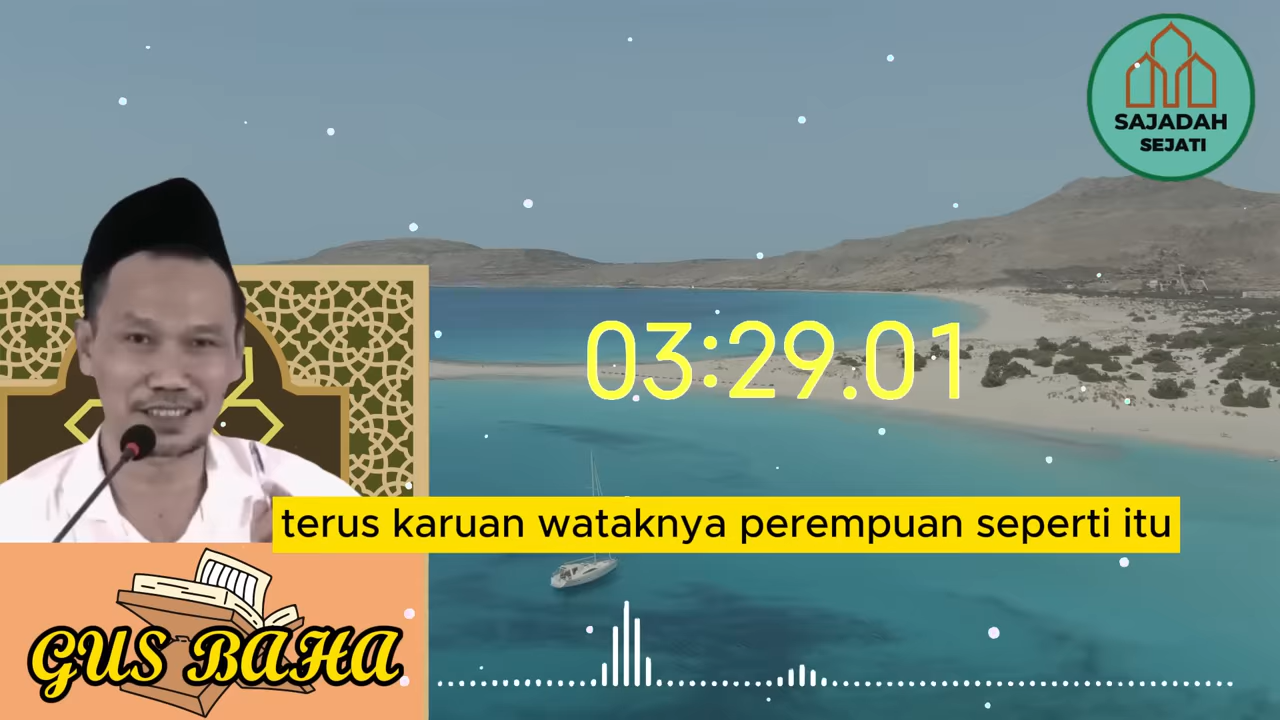 SAJADAH
SEJATI
03:29.01
terus karuan wataknya perempuan seperti itu
GUS BAHA